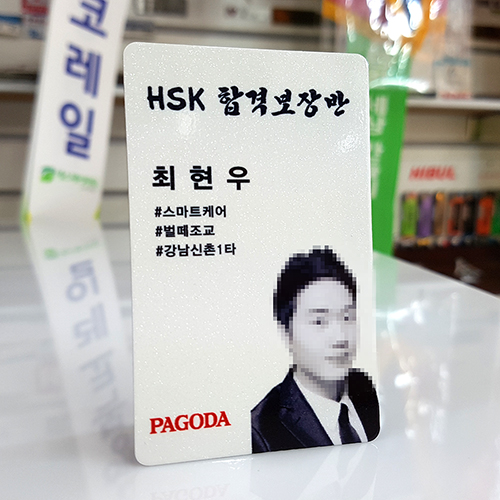 HSK 합격보장반
최현우
#스마트케어
#벌떼조교
#강남신촌1타
PAGODA
코레일
HIBUL